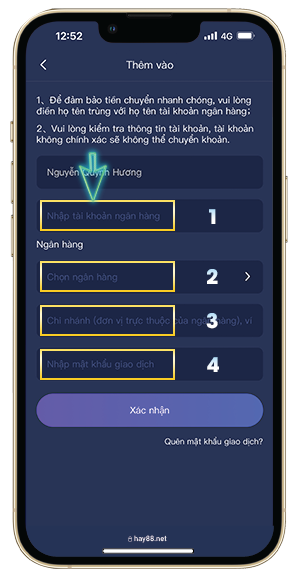 12:52
4G
Thêm vào
1、Để đảm bảo tiền chuyển nhanh chóng, vui lòng
điền họ tên trùng với họ tên tài khoản ngân hàng;
2、Vui lòng kiểm tra thông tin tài khoản, tài khoản
không chính xác sẽ không thể chuyển khoản.
Nguyễn Quỳnh Hương
Nhập tài khoản ngân hàng 1
Ngân hàng
Chọn ngân hàng 2
Chi nhánh (đơn vị trực thuộc của ngân hàng), ví 3
Nhập mật khẩu giao dịch 4
Xác nhận
Quên mật khẩu giao dịch?
hay88.net